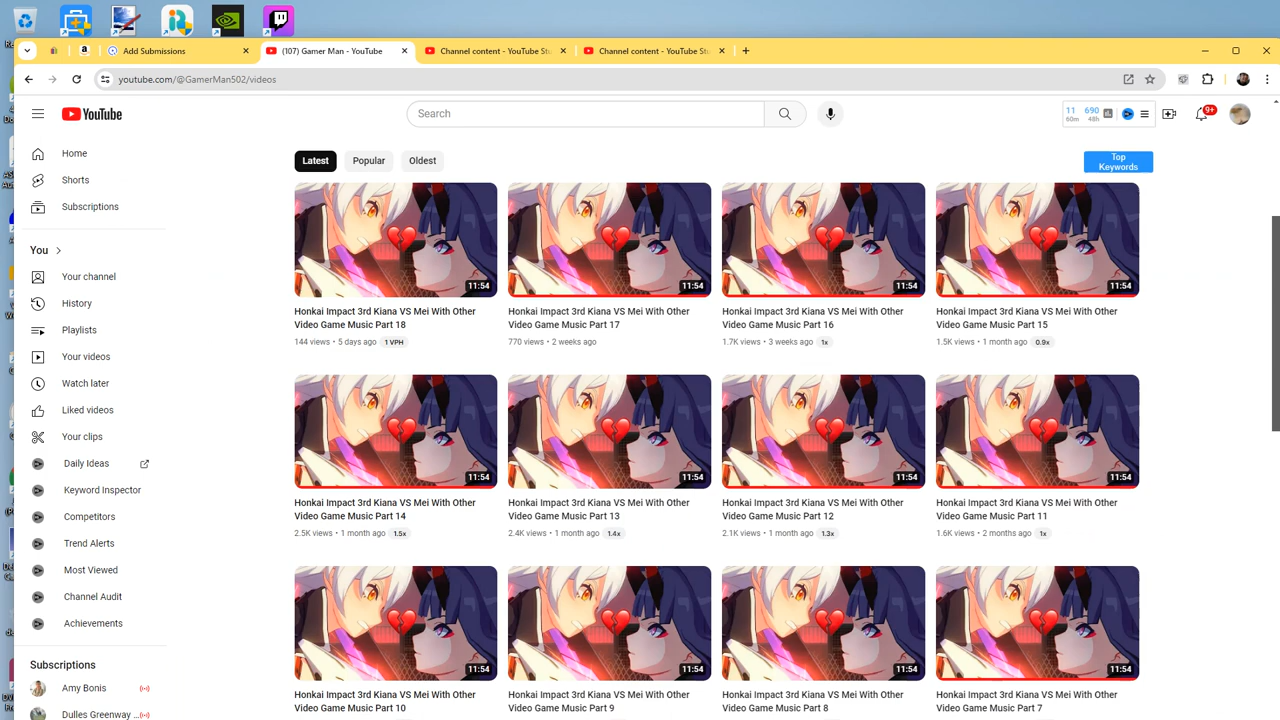 Add Submissions
(107) Gamer Man - YouTube
Channel content - YouTube Stu
Channel content - YouTube Stu
youtube.com/@GamerMan502/videos
YouTube
Search
11
60m
690
48h
9+
Home
Shorts
Subscriptions
You
Your channel
History
Playlists
Your videos
Watch later
Liked videos
Your clips
Daily Ideas
Keyword Inspector
Competitors
Trend Alerts
Most Viewed
Channel Audit
Achievements
Subscriptions
Amy Bonis
Dulles Greenway ...
Latest
Popular
Oldest
Top
Keywords
11:54
11:54
11:54
11:54
Honkai Impact 3rd Kiana VS Mei With Other
Video Game Music Part 18
144 views • 5 days ago 1 VPH
Honkai Impact 3rd Kiana VS Mei With Other
Video Game Music Part 17
770 views • 2 weeks ago
Honkai Impact 3rd Kiana VS Mei With Other
Video Game Music Part 16
1.7K views • 3 weeks ago 1x
Honkai Impact 3rd Kiana VS Mei With Other
Video Game Music Part 15
1.5K views • 1 month ago 0.9x
11:54
11:54
11:54
11:54
Honkai Impact 3rd Kiana VS Mei With Other
Video Game Music Part 14
2.5K views • 1 month ago 1.5x
Honkai Impact 3rd Kiana VS Mei With Other
Video Game Music Part 13
2.4K views • 1 month ago 1.4x
Honkai Impact 3rd Kiana VS Mei With Other
Video Game Music Part 12
2.1K views • 1 month ago 1.3x
Honkai Impact 3rd Kiana VS Mei With Other
Video Game Music Part 11
1.6K views • 2 months ago 1x
11:54
11:54
11:54
11:54
Honkai Impact 3rd Kiana VS Mei With Other
Video Game Music Part 10
Honkai Impact 3rd Kiana VS Mei With Other
Video Game Music Part 9
Honkai Impact 3rd Kiana VS Mei With Other
Video Game Music Part 8
Honkai Impact 3rd Kiana VS Mei With Other
Video Game Music Part 7